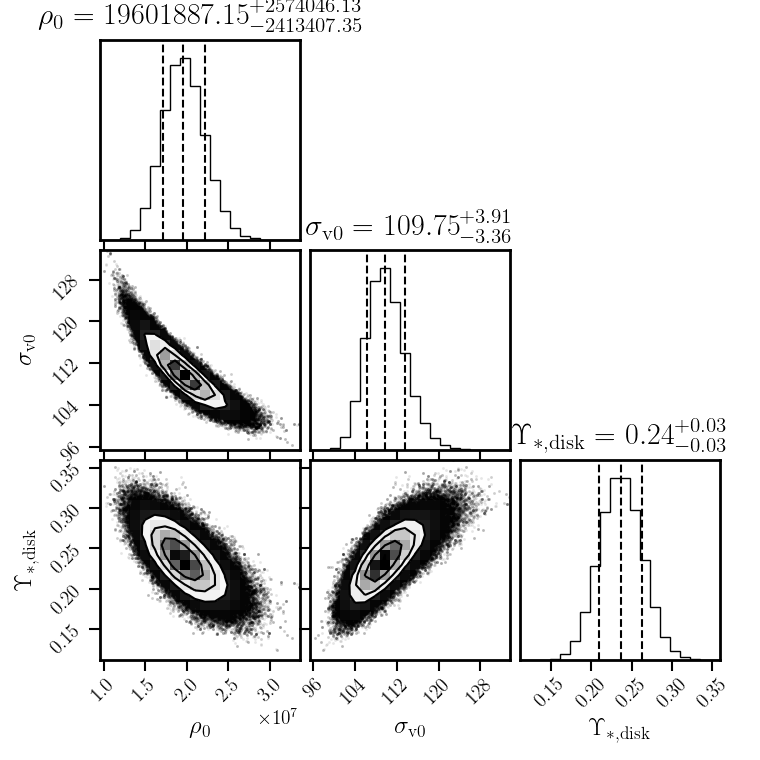 ρ₀ = 19601887.15⁺²⁵⁷⁴⁰⁴⁶·¹³₋₂₄₁₃₄₀₇.₃₅
σᵥ₀ = 109.75⁺³·⁹¹₋₃.₃₆
128
120
112
104
96
σᵥ₀
ϒ∗,disk = 0.24⁺⁰·⁰³₋₀.₀₃
0.35
0.30
0.25
0.20
0.15
ϒ∗,disk
1.0 1.5 2.0 2.5 3.0
×10⁷
ρ₀
96 104 112 120 128
σᵥ₀
0.15 0.20 0.25 0.30 0.35
ϒ∗,disk